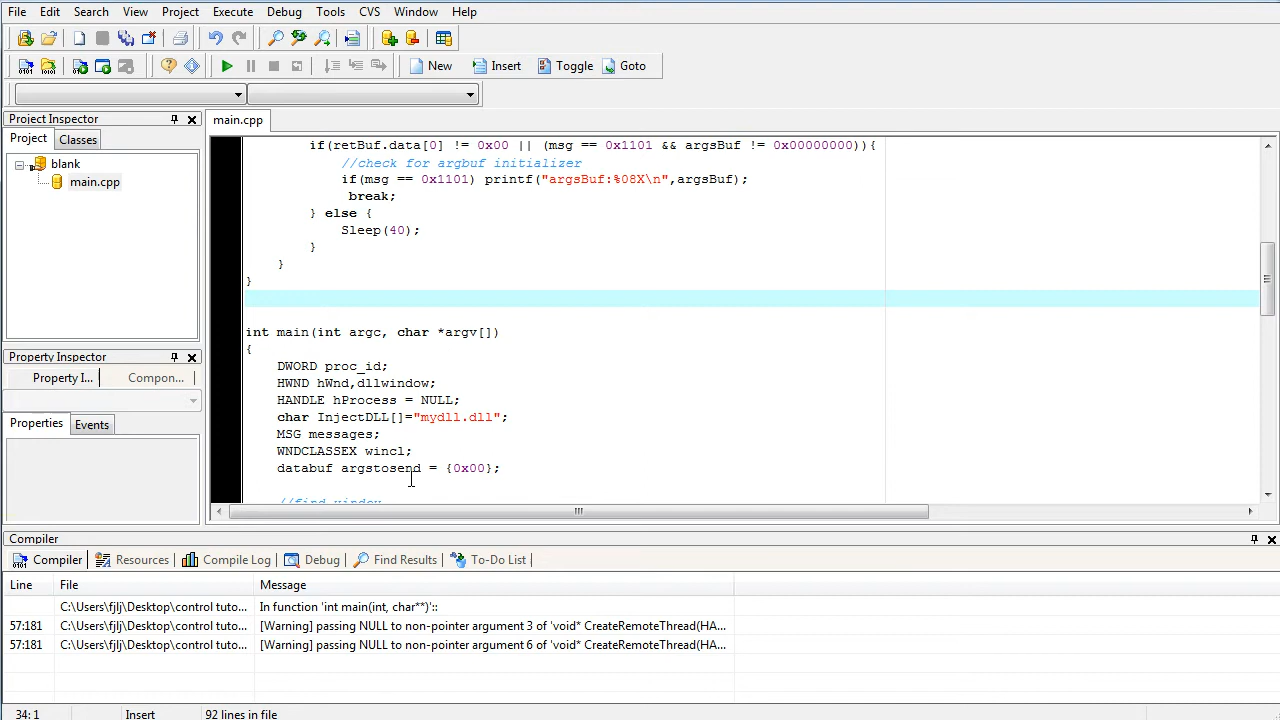 File Edit Search View Project Execute Debug Tools CVS Window Help
New Insert Toggle Goto
Project Inspector
main.cpp
Project Classes
blank
main.cpp
if(retBuf.data[0] != 0x00 || (msg == 0x1101 && argsBuf != 0x00000000)){
//check for argbuf initializer
if(msg == 0x1101) printf("argsBuf:%08X\n",argsBuf);
break;
} else {
Sleep(40);
}
}
}
int main(int argc, char *argv[])
{
DWORD proc_id;
HWND hWnd,dllwindow;
HANDLE hProcess = NULL;
char InjectDLL[]="mydll.dll";
MSG messages;
WNDCLASSEX wincl;
databuf argstosend = {0x00};
//find window
Property Inspector
Property I... Compon...
Properties Events
Compiler
Compiler Resources Compile Log Debug Find Results To-Do List
Line File Message
C:\Users\fjlj\Desktop\control tuto... In function 'int main(int, char**)'::
57:181 C:\Users\fjlj\Desktop\control tuto... [Warning] passing NULL to non-pointer argument 3 of 'void* CreateRemoteThread(HA...
57:181 C:\Users\fjlj\Desktop\control tuto... [Warning] passing NULL to non-pointer argument 6 of 'void* CreateRemoteThread(HA...
34: 1 Insert 92 lines in file